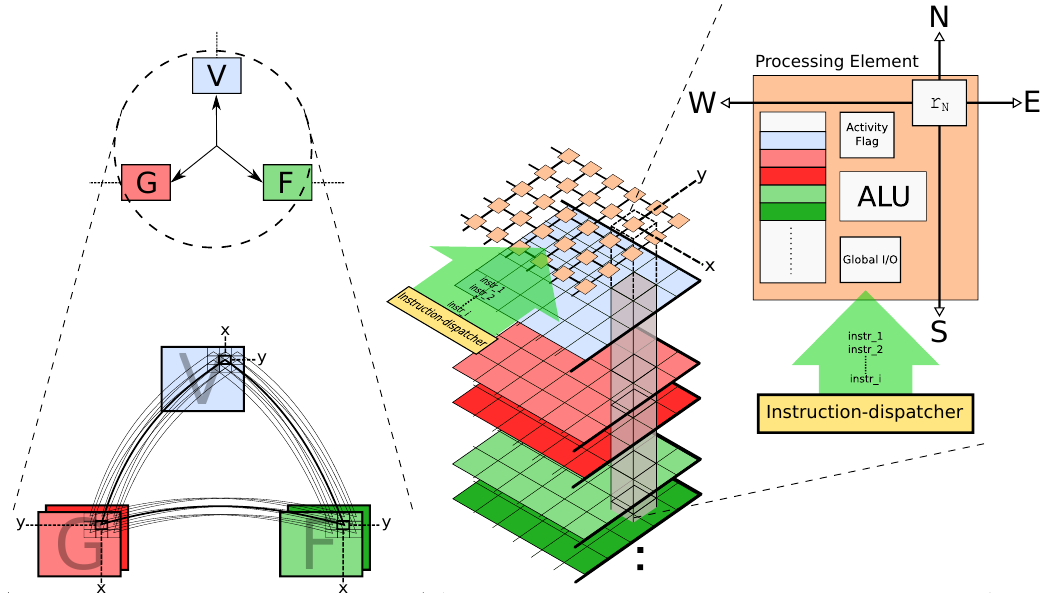 V
G
F
x
y
V
y
G
F
y
x
x
y
x
instr_1
instr_2
instr_i
Instruction-dispatcher
N
Processing Element
W
E
r_N
Activity
Flag
ALU
Global I/O
S
instr_1
instr_2
instr_i
Instruction-dispatcher